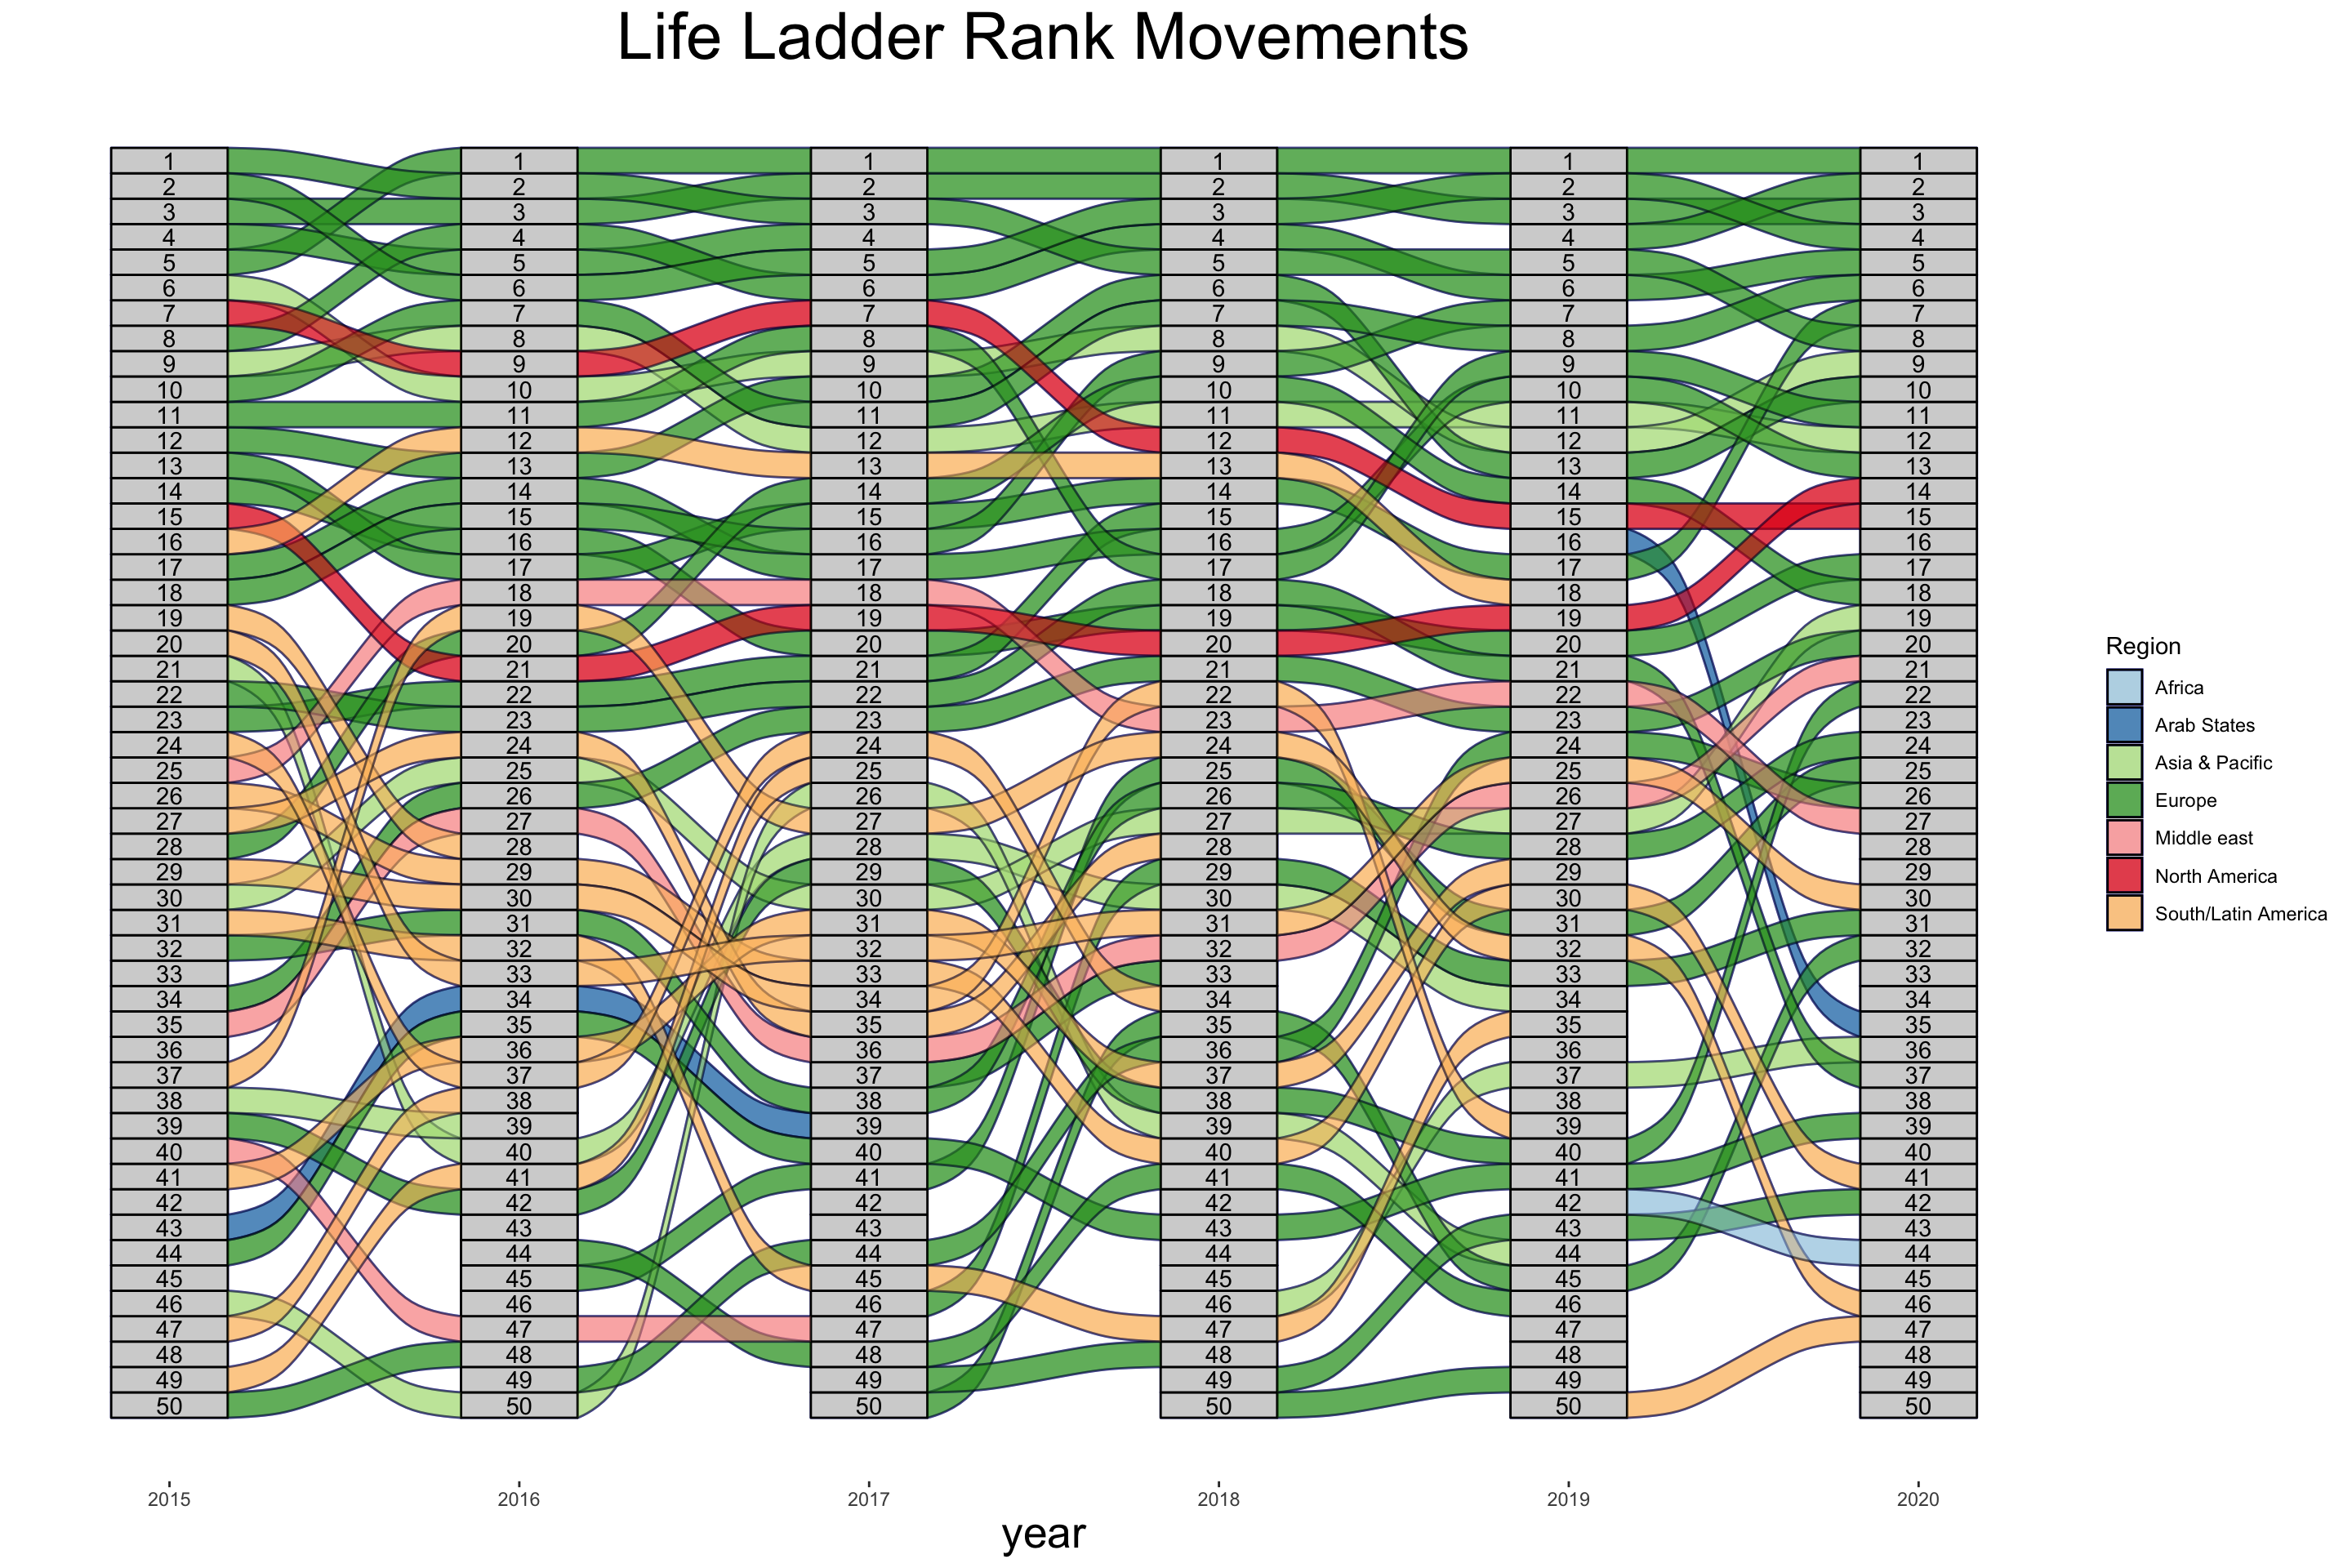 Life Ladder Rank Movements
1 1 1 1 1 1
2 2 2 2 2 2
3 3 3 3 3 3
4 4 4 4 4 4
5 5 5 5 5 5
6 6 6 6 6 6
7 7 7 7 7 7
8 8 8 8 8 8
9 9 9 9 9 9
10 10 10 10 10 10
11 11 11 11 11 11
12 12 12 12 12 12
13 13 13 13 13 13
14 14 14 14 14 14
15 15 15 15 15 15
16 16 16 16 16 16
17 17 17 17 17 17
18 18 18 18 18 18
19 19 19 19 19 19
20 20 20 20 20 20
21 21 21 21 21 21
22 22 22 22 22 22
23 23 23 23 23 23
24 24 24 24 24 24
25 25 25 25 25 25
26 26 26 26 26 26
27 27 27 27 27 27
28 28 28 28 28 28
29 29 29 29 29 29
30 30 30 30 30 30
31 31 31 31 31 31
32 32 32 32 32 32
33 33 33 33 33 33
34 34 34 34 34 34
35 35 35 35 35 35
36 36 36 36 36 36
37 37 37 37 37 37
38 38 38 38 38 38
39 39 39 39 39 39
40 40 40 40 40 40
41 41 41 41 41 41
42 42 42 42 42 42
43 43 43 43 43 43
44 44 44 44 44 44
45 45 45 45 45 45
46 46 46 46 46 46
47 47 47 47 47 47
48 48 48 48 48 48
49 49 49 49 49 49
50 50 50 50 50 50
2015 2016 2017 2018 2019 2020
year
Region
Africa
Arab States
Asia & Pacific
Europe
Middle east
North America
South/Latin America